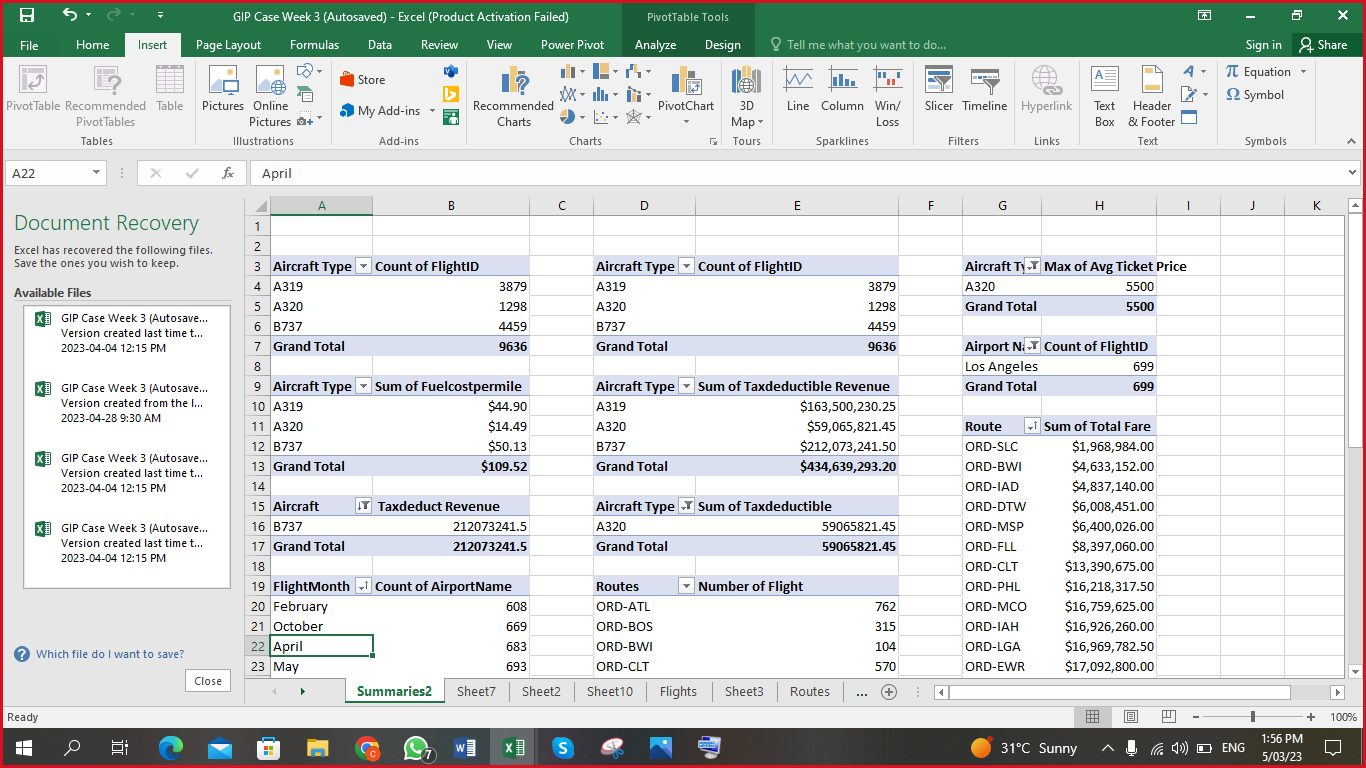 GIP Case Week 3 (Autosaved) - Excel (Product Activation Failed)
PivotTable Tools
File Home Insert Page Layout Formulas Data Review View Power Pivot Analyze Design Tell me what you want to do... Sign in Share
PivotTable Recommended PivotTables Table
Tables
Pictures Online Pictures
Illustrations
Store
My Add-ins
Add-ins
Recommended Charts
PivotChart
Charts
3D Map
Tours
Line Column Win/ Loss
Sparklines
Slicer Timeline
Filters
Hyperlink
Links
Text Box Header & Footer
Text
Equation
Symbol
Symbols
A22 fx April
Document Recovery
Excel has recovered the following files.
Save the ones you wish to keep.
Available Files
GIP Case Week 3 (Autosave...
Version created last time t...
2023-04-04 12:15 PM
GIP Case Week 3 (Autosave...
Version created from the l...
2023-04-28 9:30 AM
GIP Case Week 3 (Autosave...
Version created last time t...
2023-04-04 12:15 PM
GIP Case Week 3 (Autosave...
Version created last time t...
2023-04-04 12:15 PM
Which file do I want to save?
Close
A B C D E F G H I J K
1
2
3 Aircraft Type Count of FlightID Aircraft Type Count of FlightID Aircraft Ty Max of Avg Ticket Price
4 A319 3879 A319 3879 A320 5500
5 A320 1298 A320 1298 Grand Total 5500
6 B737 4459 B737 4459
7 Grand Total 9636 Grand Total 9636 Airport Na Count of FlightID
8 Los Angeles 699
9 Aircraft Type Sum of Fuelcostpermile Aircraft Type Sum of Taxdeductible Revenue Grand Total 699
10 A319 $44.90 A319 $163,500,230.25
11 A320 $14.49 A320 $59,065,821.45 Route Sum of Total Fare
12 B737 $50.13 B737 $212,073,241.50 ORD-SLC $1,968,984.00
13 Grand Total $109.52 Grand Total $434,639,293.20 ORD-BWI $4,633,152.00
14 ORD-IAD $4,837,140.00
15 Aircraft Taxdeduct Revenue Aircraft Type Sum of Taxdeductible ORD-DTW $6,008,451.00
16 B737 212073241.5 A320 59065821.45 ORD-MSP $6,400,026.00
17 Grand Total 212073241.5 Grand Total 59065821.45 ORD-FLL $8,397,060.00
18 ORD-CLT $13,390,675.00
19 FlightMonth Count of AirportName Routes Number of Flight ORD-PHL $16,218,317.50
20 February 608 ORD-ATL 762 ORD-MCO $16,759,625.00
21 October 669 ORD-BOS 315 ORD-IAH $16,926,260.00
22 April 683 ORD-BWI 104 ORD-LGA $16,969,782.50
23 May 693 ORD-CLT 570 ORD-EWR $17,092,800.00
Summaries2 Sheet7 Sheet2 Sheet10 Flights Sheet3 Routes ...
Ready 100%
7 31°C Sunny ENG 1:56 PM
5/03/23